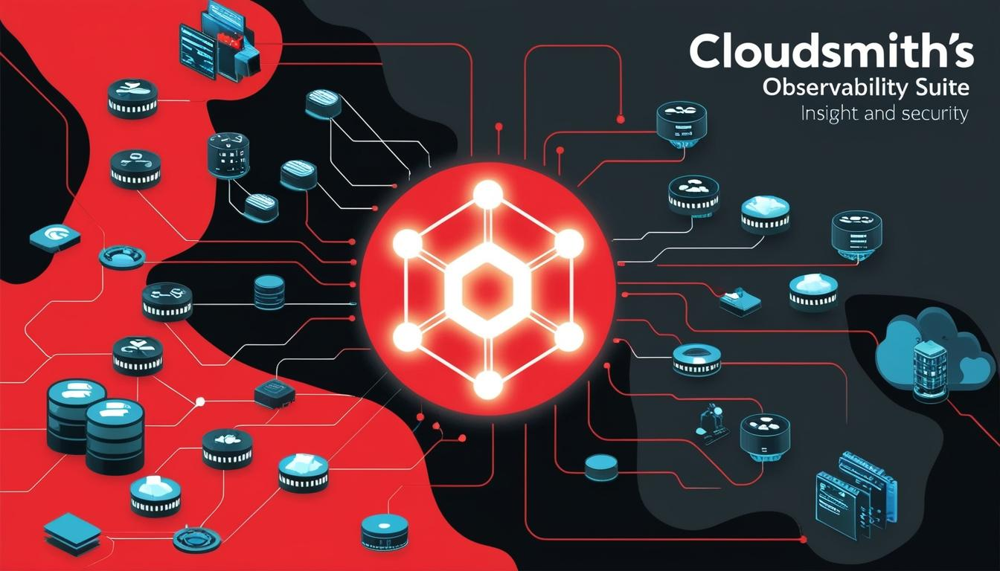 Cloudsmith's
Observability Suite
Insight and security